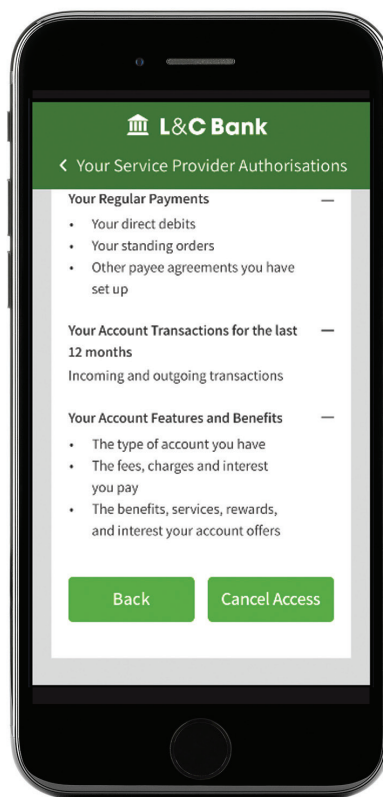 L&C Bank
Your Service Provider Authorisations
Your Regular Payments
• Your direct debits
• Your standing orders
• Other payee agreements you have
set up
Your Account Transactions for the last
12 months
Incoming and outgoing transactions
Your Account Features and Benefits
• The type of account you have
• The fees, charges and interest
you pay
• The benefits, services, rewards,
and interest your account offers
Back Cancel Access